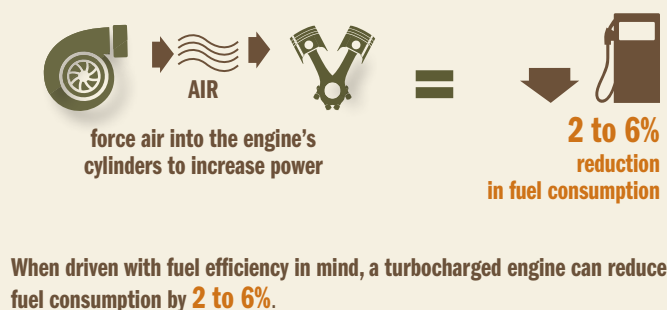 AIR
force air into the engine's
cylinders to increase power
2 to 6%
reduction
in fuel consumption
When driven with fuel efficiency in mind, a turbocharged engine can reduce
fuel consumption by 2 to 6%.